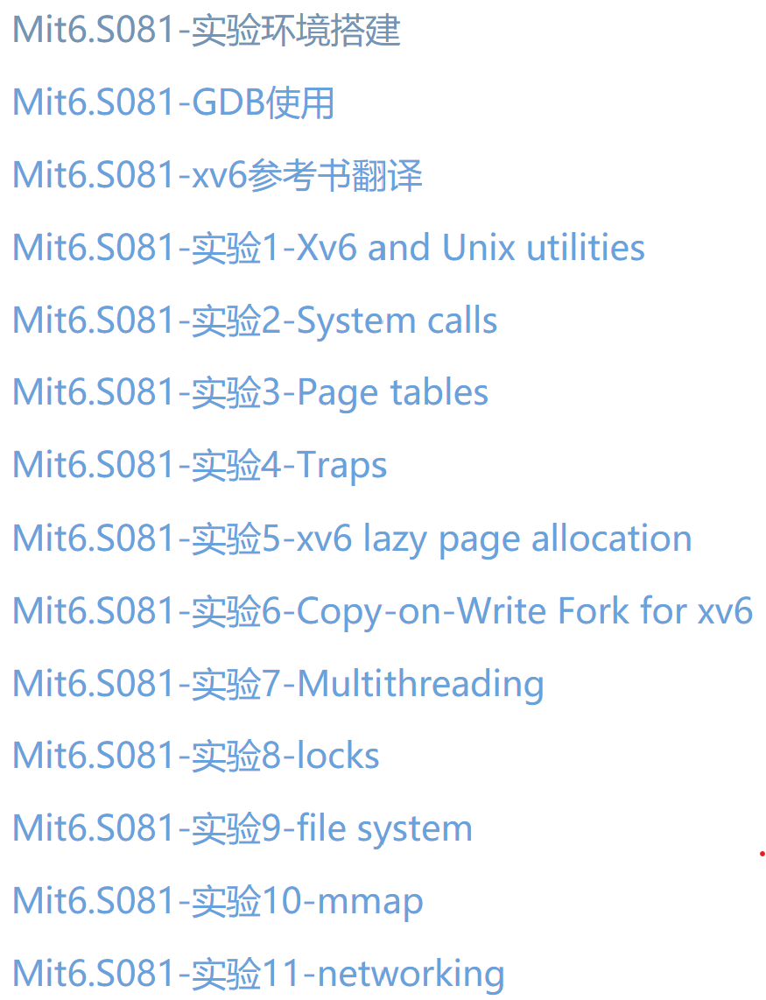 Mit6.S081-实验环境搭建
Mit6.S081-GDB使用
Mit6.S081-xv6参考书翻译
Mit6.S081-实验1-Xv6 and Unix utilities
Mit6.S081-实验2-System calls
Mit6.S081-实验3-Page tables
Mit6.S081-实验4-Traps
Mit6.S081-实验5-xv6 lazy page allocation
Mit6.S081-实验6-Copy-on-Write Fork for xv6
Mit6.S081-实验7-Multithreading
Mit6.S081-实验8-locks
Mit6.S081-实验9-file system
Mit6.S081-实验10-mmap
Mit6.S081-实验11-networking